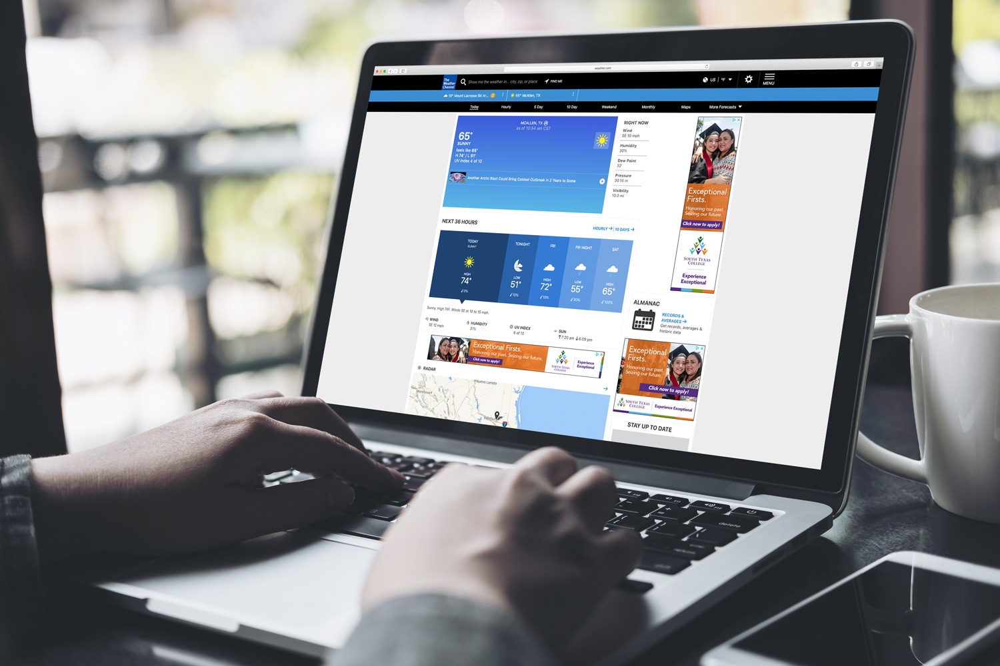 weather.com
The
Weather
Channel
Show me the weather in... city, zip, or place
FIND ME
US | °F
MENU
10° Mount Lacrosse Ski Ar...
65° McAllen, TX
Today
Hourly
5 Day
10 Day
Weekend
Monthly
Maps
More Forecasts
MCALLEN, TX
as of 10:54 am CST
65°
SUNNY
feels like 65°
H 74° / L 51°
UV Index 4 of 10
Another Arctic Blast Could Bring Coldest Outbreak in 2 Years to Some
RIGHT NOW
Wind
SE 10 mph
Humidity
30%
Dew Point
32°
Pressure
30.14 in
Visibility
10.0 mi
Exceptional
Firsts.
Honoring our past.
Seizing our future.
Click now to apply!
SOUTH TEXAS
COLLEGE
Experience
Exceptional
NEXT 36 HOURS
HOURLY
10 DAYS
TODAY
SUNNY
HIGH
74°
0%
TONIGHT
LOW
51°
10%
FRI
HIGH
72°
10%
FRI NIGHT
LOW
55°
30%
SAT
HIGH
65°
100%
Sunny. High 74F. Winds SE at 10 to 15 mph.
WIND
SE 12 mph
HUMIDITY
31%
UV INDEX
6 of 10
SUN
7:20 am 6:09 pm
ALMANAC
RECORDS &
AVERAGES
Get records, averages &
historic data
Exceptional Firsts.
Honoring our past. Seizing our future.
Click now to apply!
SOUTH TEXAS
COLLEGE
Experience
Exceptional
Exceptional
Firsts.
Honoring our past
Seizing our future.
Click now to apply!
SOUTH TEXAS
COLLEGE
Experience Exceptional
RADAR
Nuevo Laredo
Monclova
Edinburg
2
STAY UP TO DATE
delete